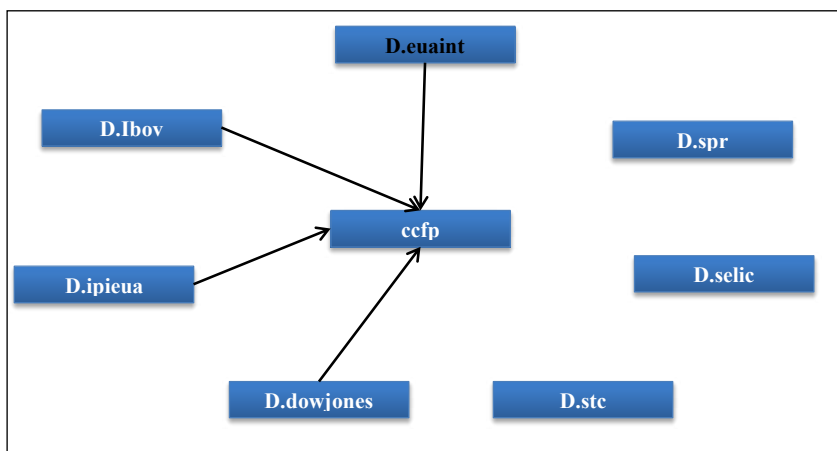 D.euaint
D.Ibov
D.spr
ccfp
D.ipieua
D.selic
D.dowjones
D.stc